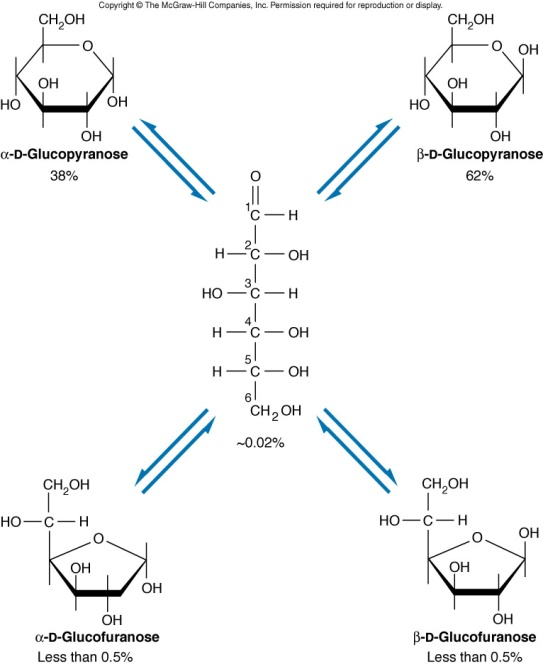 Copyright © The McGraw-Hill Companies, Inc. Permission required for reproduction or display.
CH2OH
O
OH
HO
OH
OH
α-D-Glucopyranose
38%
CH2OH
O
OH
OH
HO
OH
β-D-Glucopyranose
62%
O
1
C H
2
H C OH
3
HO C H
4
H C OH
5
H C OH
6
CH2OH
~0.02%
CH2OH
HO C H
O
OH
OH
OH
α-D-Glucofuranose
Less than 0.5%
CH2OH
HO C H
O
OH
OH
OH
β-D-Glucofuranose
Less than 0.5%